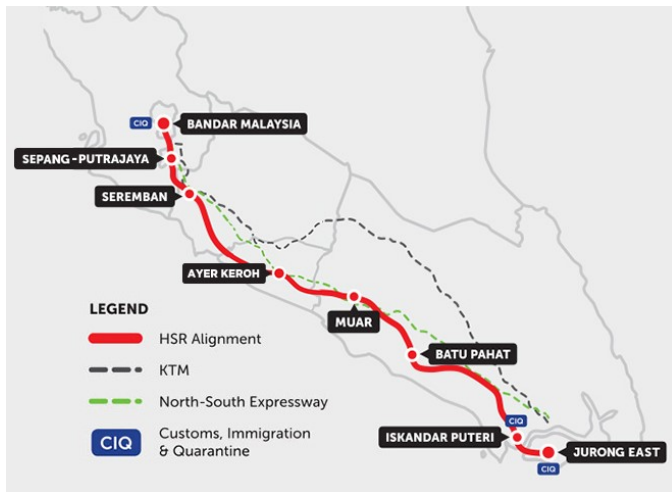 CIQ
BANDAR MALAYSIA
SEPANG-PUTRAJAYA
SEREMBAN
AYER KEROH
MUAR
BATU PAHAT
CIQ
ISKANDAR PUTERI
JURONG EAST
CIQ
LEGEND
HSR Alignment
KTM
North-South Expressway
CIQ
Customs, Immigration
& Quarantine